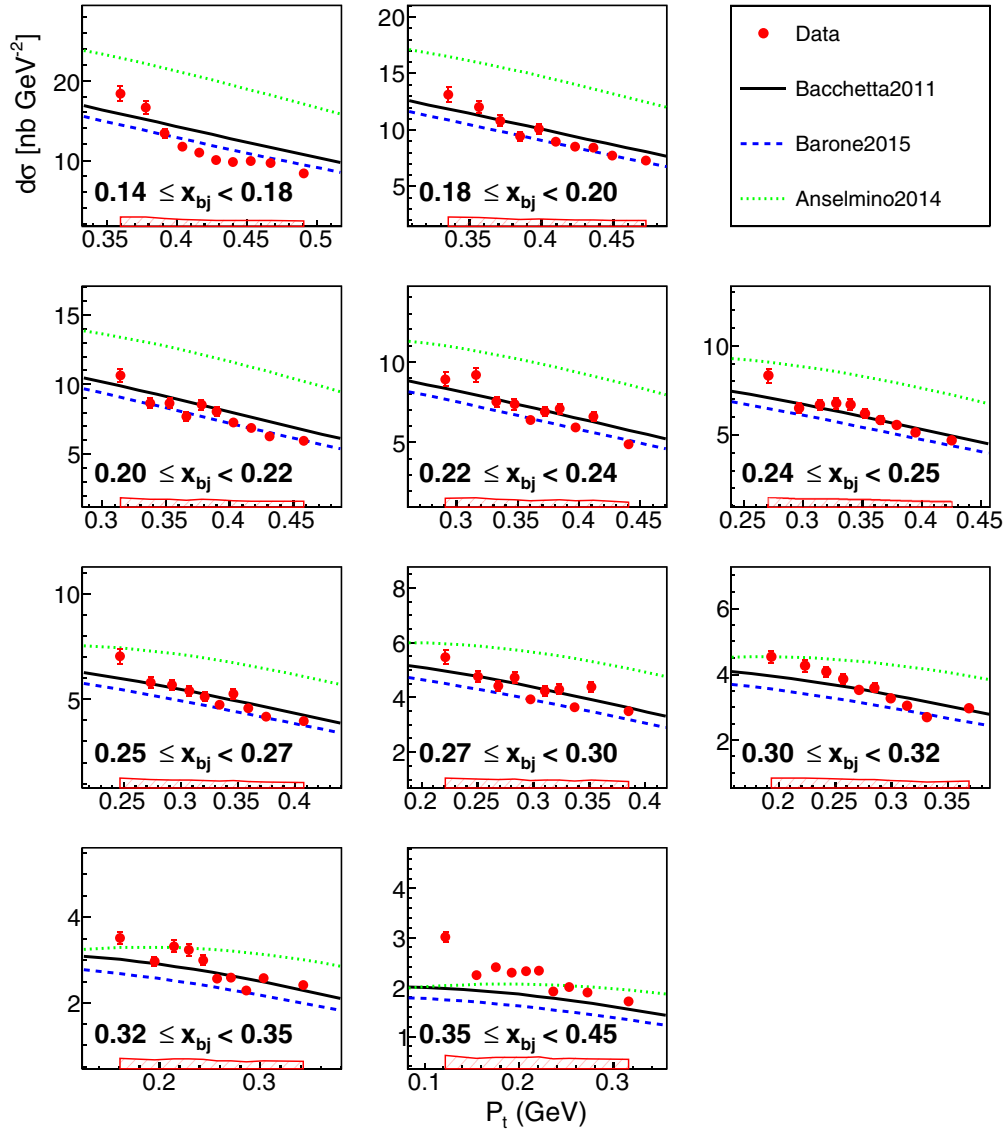 dσ [nb GeV⁻²]
20
10
0.14 ≤ x_bj < 0.18
0.35 0.4 0.45 0.5
20
15
10
5
0.18 ≤ x_bj < 0.20
0.35 0.4 0.45
Data
Bacchetta2011
Barone2015
Anselmino2014
15
10
5
0.20 ≤ x_bj < 0.22
0.3 0.35 0.4 0.45
10
5
0.22 ≤ x_bj < 0.24
0.3 0.35 0.4 0.45
10
5
0.24 ≤ x_bj < 0.25
0.25 0.3 0.35 0.4 0.45
10
5
0.25 ≤ x_bj < 0.27
0.25 0.3 0.35 0.4
8
6
4
2
0.27 ≤ x_bj < 0.30
0.2 0.25 0.3 0.35 0.4
6
4
2
0.30 ≤ x_bj < 0.32
0.2 0.25 0.3 0.35
4
2
0.32 ≤ x_bj < 0.35
0.2 0.3
4
3
2
1
0.35 ≤ x_bj < 0.45
0.1 0.2 0.3
P_t (GeV)